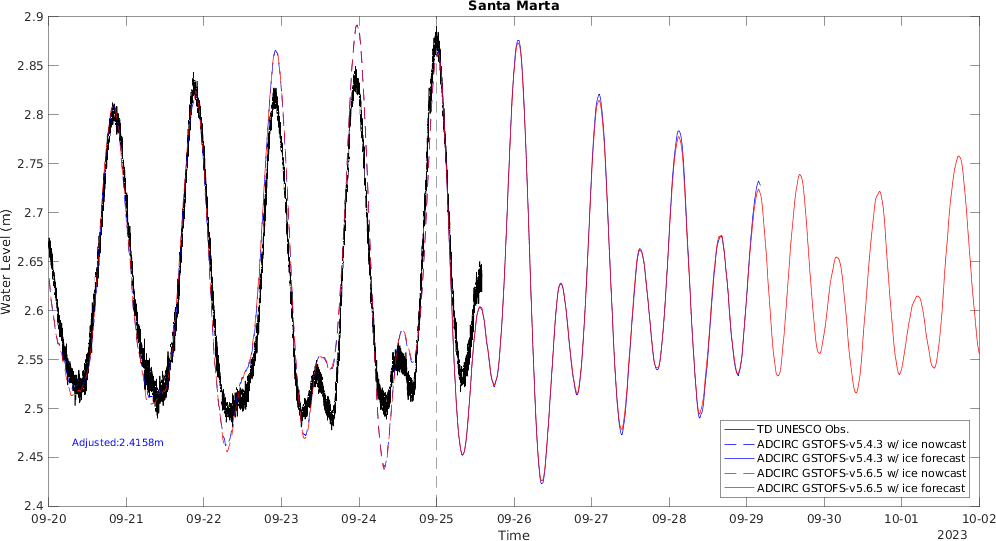 Santa Marta
2.9
2.85
2.8
2.75
2.7
2.65
2.6
2.55
2.5
2.45
2.4
Water Level (m)
Adjusted:2.4158m
TD UNESCO Obs.
ADCIRC GSTOFS-v5.4.3 w/ ice nowcast
ADCIRC GSTOFS-v5.4.3 w/ ice forecast
ADCIRC GSTOFS-v5.6.5 w/ ice nowcast
ADCIRC GSTOFS-v5.6.5 w/ ice forecast
09-20 09-21 09-22 09-23 09-24 09-25 09-26 09-27 09-28 09-29 09-30 10-01 10-02
Time
2023